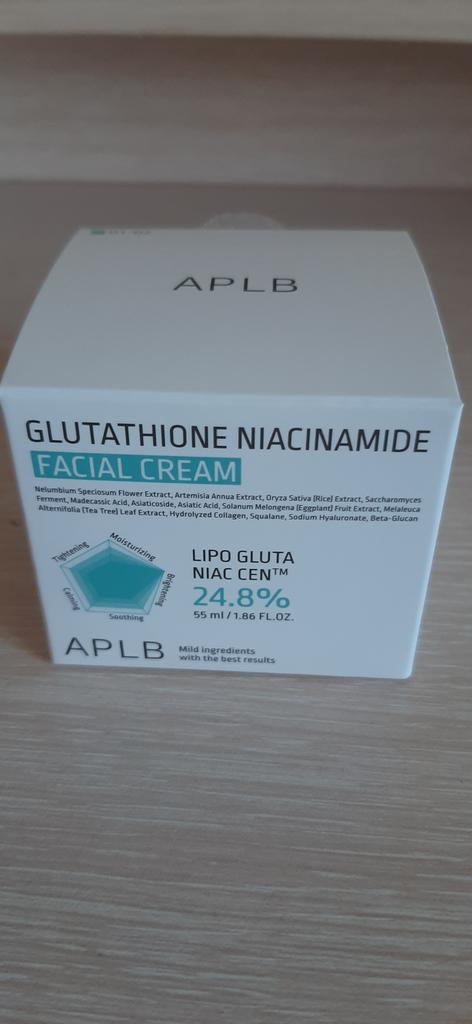 APLB
GLUTATHIONE NIACINAMIDE
FACIAL CREAM
Nelumbium Speciosum Flower Extract, Artemisia Annua Extract, Oryza Sativa (Rice) Extract, Saccharomyces
Ferment, Madecassic Acid, Asiaticoside, Asiatic Acid, Solanum Melongena (Eggplant) Fruit Extract, Melaleuca
Alternifolia (Tea Tree) Leaf Extract, Hydrolyzed Collagen, Squalane, Sodium Hyaluronate, Beta-Glucan
Tightening
Moisturizing
Brightening
Calming
Soothing
LIPO GLUTA
NIAC CEN™
24.8%
55 ml / 1.86 FL.OZ.
APLB
Mild ingredients
with the best results